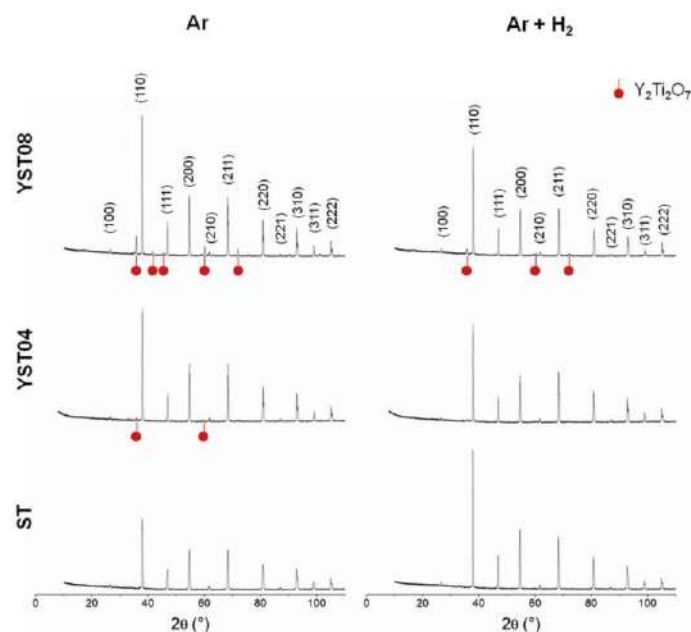 Ar
Ar + H₂
Y₂Ti₂O₇
YST08
(100)
(110)
(111)
(200)
(210)
(211)
(220)
(221)
(310)
(311)
(222)
(100)
(110)
(111)
(200)
(210)
(211)
(220)
(221)
(310)
(311)
(222)
YST04
ST
0 20 40 60 80 100
0 20 40 60 80 100
2θ (°)
2θ (°)